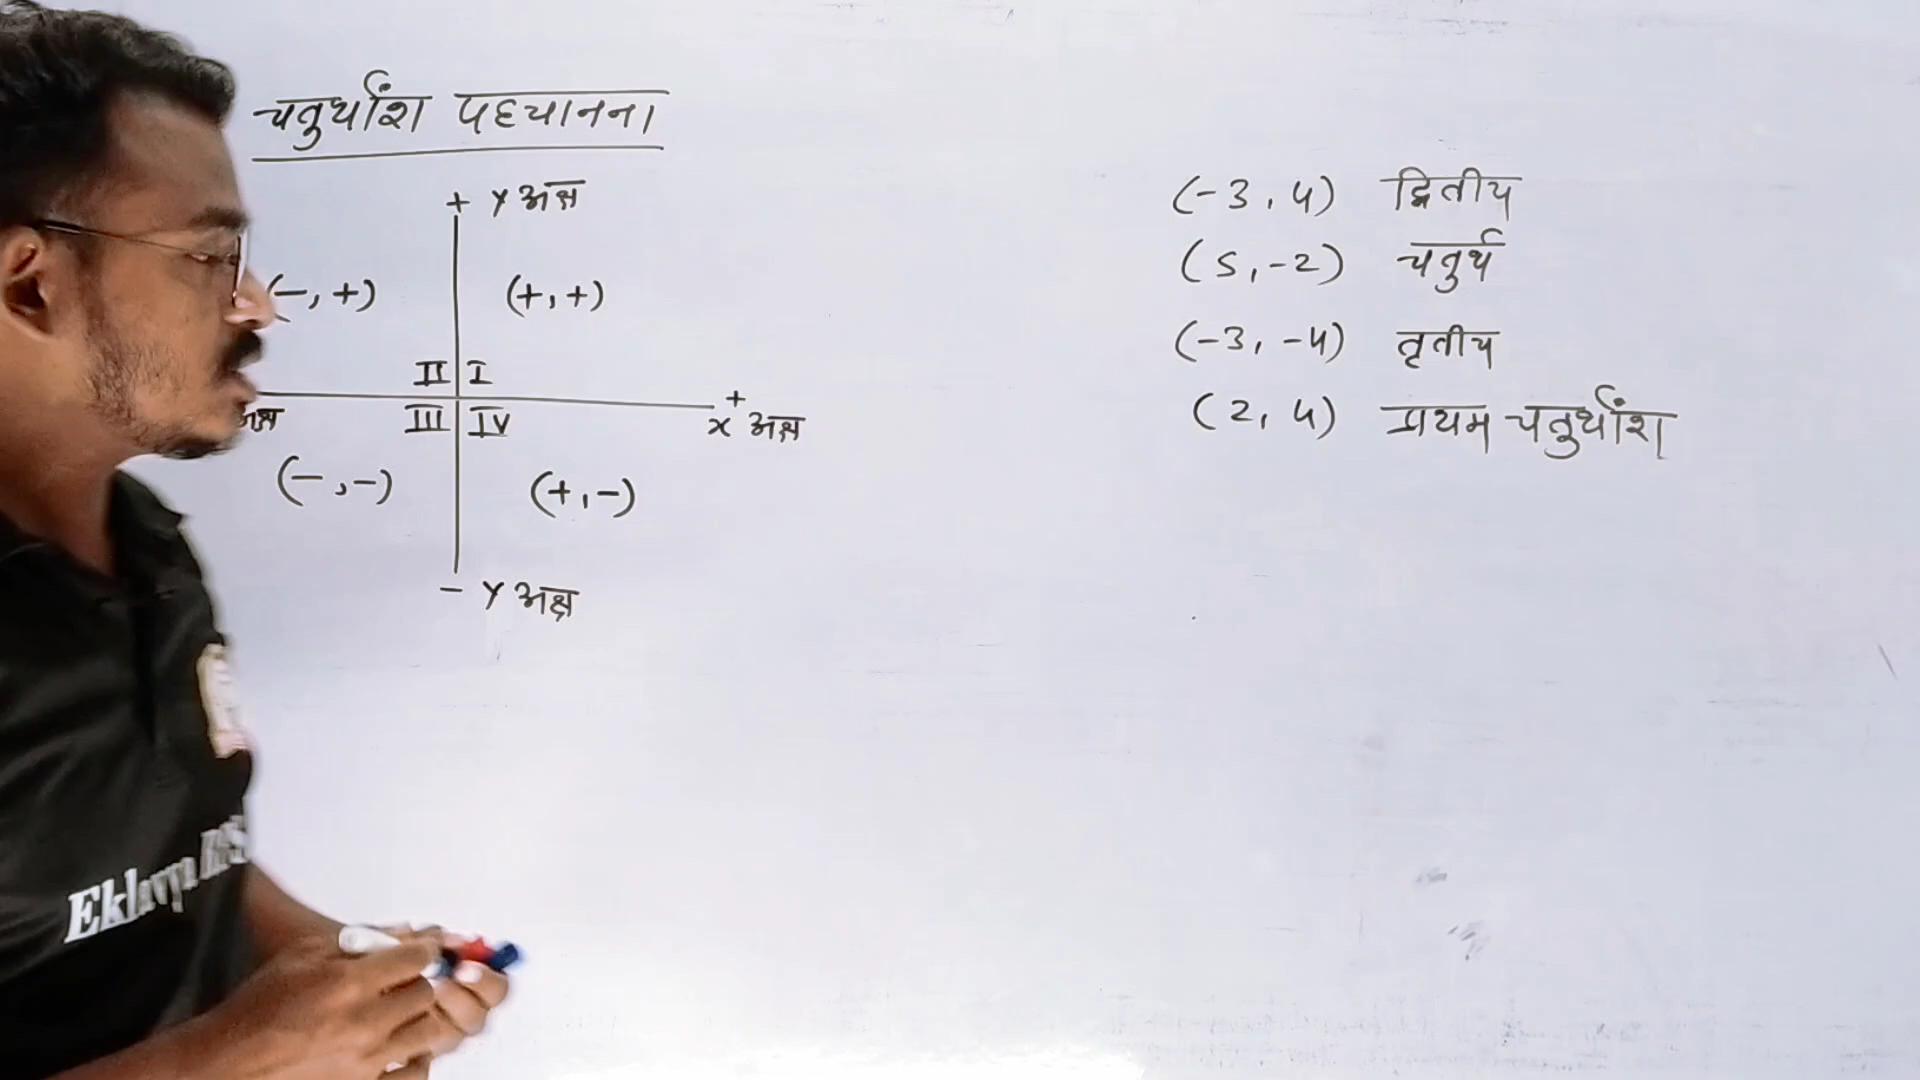 चतुर्थांश पहचानना
+ Y अक्ष
(-, +) (+, +)
II I
अक्ष III IV + X अक्ष
(-, -) (+, -)
- Y अक्ष
(-3, 4) द्वितीय
(5, -2) चतुर्थ
(-3, -4) तृतीय
(2, 4) प्रथम चतुर्थांश
Eklavya